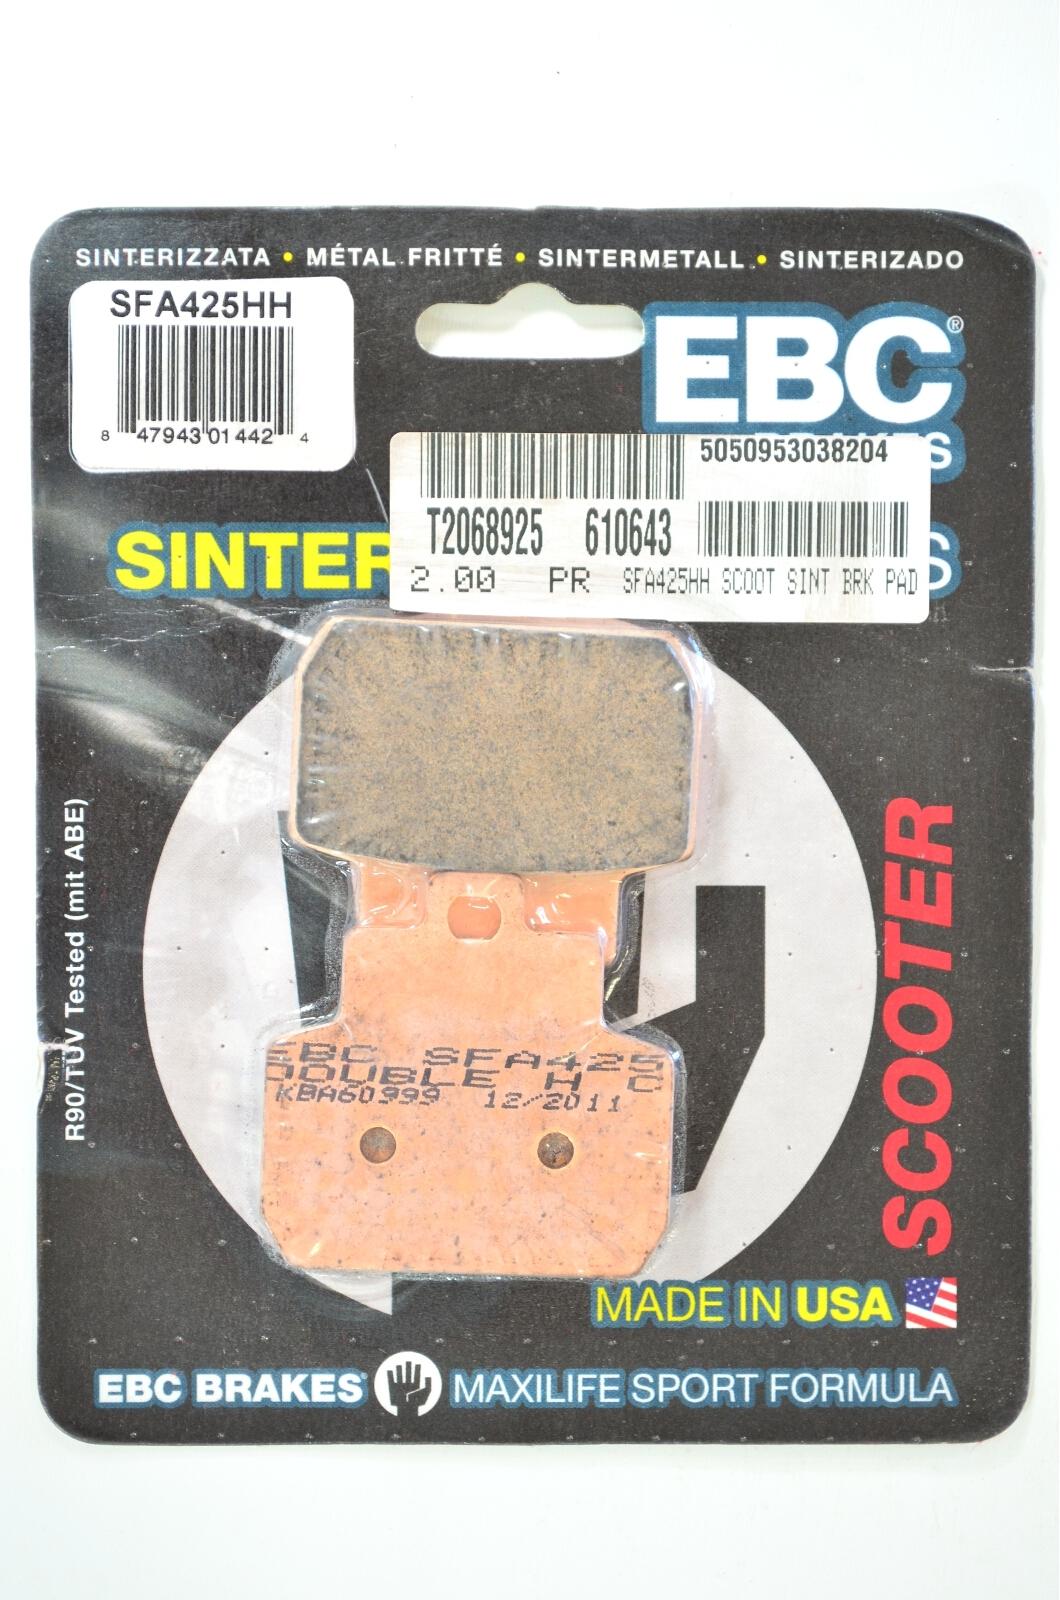 SINTERIZZATA • MÉTAL FRITTÉ • SINTERMETALL • SINTERIZADO
SFA425HH
8 47943 01442 4
EBC®
S
5050953038204
T2068925 610643
2.00 PR SFA425HH SCOOT SINT BRK PAD
SINTER
S
R90/TUV Tested (mit ABE)
SCOOTER
EBC SFA425
DOUBLE H
KBA60999 12/2011
MADE IN USA
EBC BRAKES MAXILIFE SPORT FORMULA